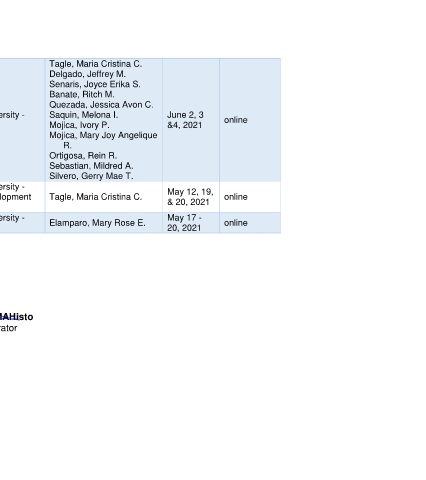 Tagle, Maria Cristina C.
Delgado, Jeffrey M.
Senaris, Joyce Erika S.
Banate, Ritch M.
Quezada, Jessica Avon C.
Saquin, Melona I.
Mojica, Ivory P.
Mojica, Mary Joy Angelique
R.
Ortigosa, Rein R.
Sebastian, Mildred A.
Silvero, Gerry Mae T.
ersity -
June 2, 3
&4, 2021
online
ersity -
lopment
Tagle, Maria Cristina C.
May 12, 19,
& 20, 2021
online
ersity -
Elamparo, Mary Rose E.
May 17 -
20, 2021
online
MAHisto
rator